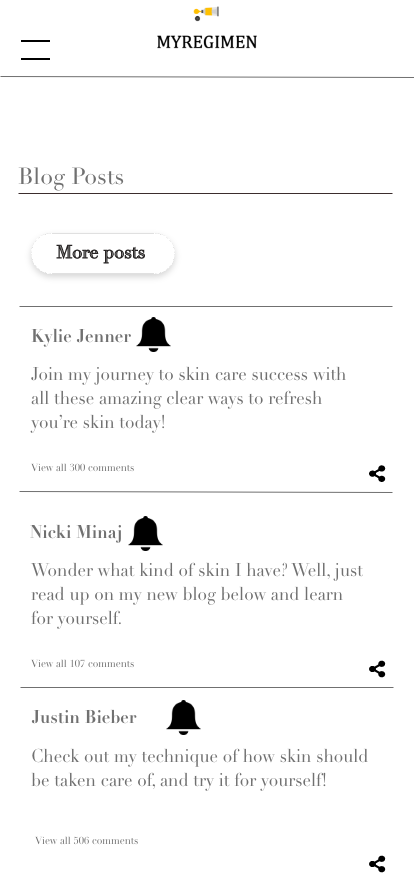 MYREGIMEN
Blog Posts
More posts
Kylie Jenner
Join my journey to skin care success with
all these amazing clear ways to refresh
you’re skin today!
View all 300 comments
Nicki Minaj
Wonder what kind of skin I have? Well, just
read up on my new blog below and learn
for yourself.
View all 107 comments
Justin Bieber
Check out my technique of how skin should
be taken care of, and try it for yourself!
View all 506 comments